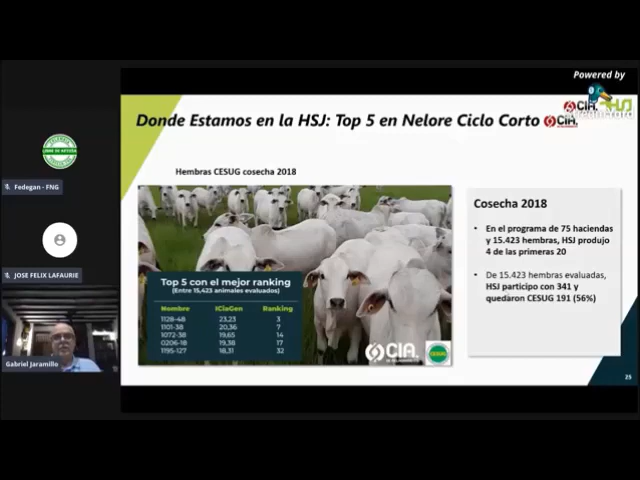 Powered by
Donde Estamos en la HSJ: Top 5 en Nelore Ciclo Corto
CIA.
CIA.
HSJ
Hembras CESUG cosecha 2018
Fedegan - FNG
JOSE FELIX LAFAURIE
Gabriel Jaramillo
Top 5 con el mejor ranking
(Entre 15,423 animales evaluados)
Nombre ICiaGen Ranking
1128-48 23,23 3
1101-38 20,36 7
1072-38 19,65 14
0206-18 19,38 17
1195-127 18,31 32
CIA.
Cosecha 2018
• En el programa de 75 haciendas
y 15.423 hembras, HSJ produjo
4 de las primeras 20
• De 15.423 hembras evaluadas,
HSJ participo con 341 y
quedaron CESUG 191 (56%)
25